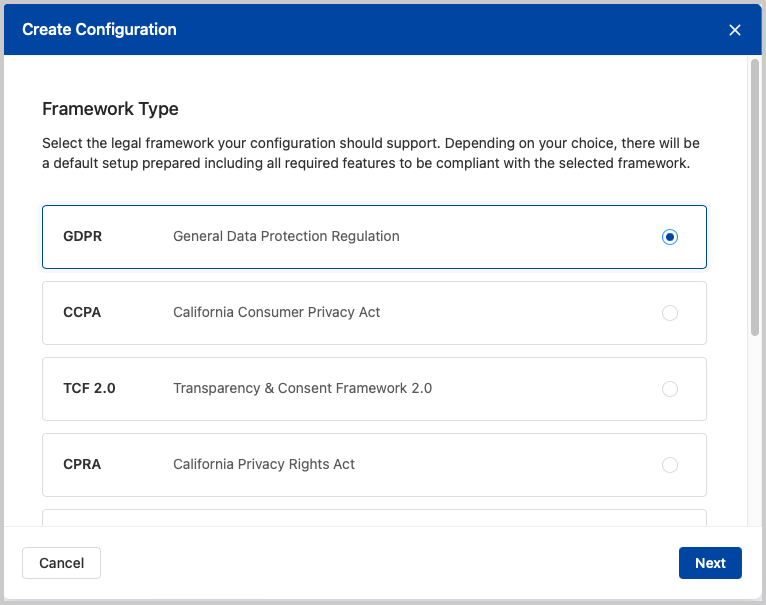 Create Configuration
Framework Type
Select the legal framework your configuration should support. Depending on your choice, there will be
a default setup prepared including all required features to be compliant with the selected framework.
GDPR General Data Protection Regulation
CCPA California Consumer Privacy Act
TCF 2.0 Transparency & Consent Framework 2.0
CPRA California Privacy Rights Act
Cancel Next